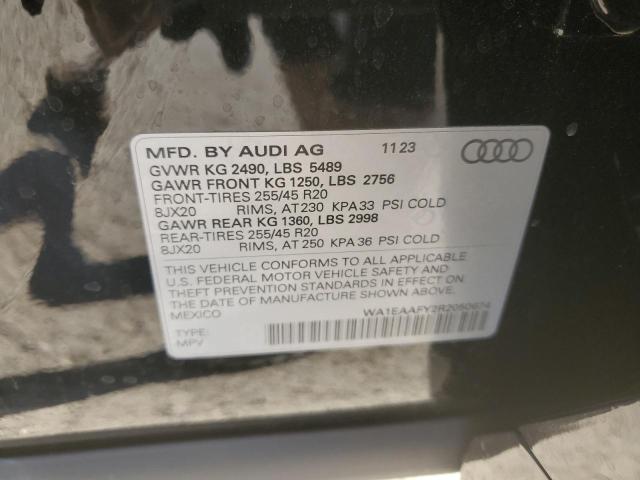 MFD. BY AUDI AG 11 23
GVWR KG 2490, LBS 5489
GAWR FRONT KG 1250, LBS 2756
FRONT-TIRES 255/45 R20
8JX20 RIMS, AT 230 KPA 33 PSI COLD
GAWR REAR KG 1360, LBS 2998
REAR-TIRES 255/45 R20
8JX20 RIMS, AT 250 KPA 36 PSI COLD
THIS VEHICLE CONFORMS TO ALL APPLICABLE
U.S. FEDERAL MOTOR VEHICLE SAFETY AND
THEFT PREVENTION STANDARDS IN EFFECT ON
THE DATE OF MANUFACTURE SHOWN ABOVE.
MEXICO
WA1EAAFY2R2050624
TYPE:
MPV